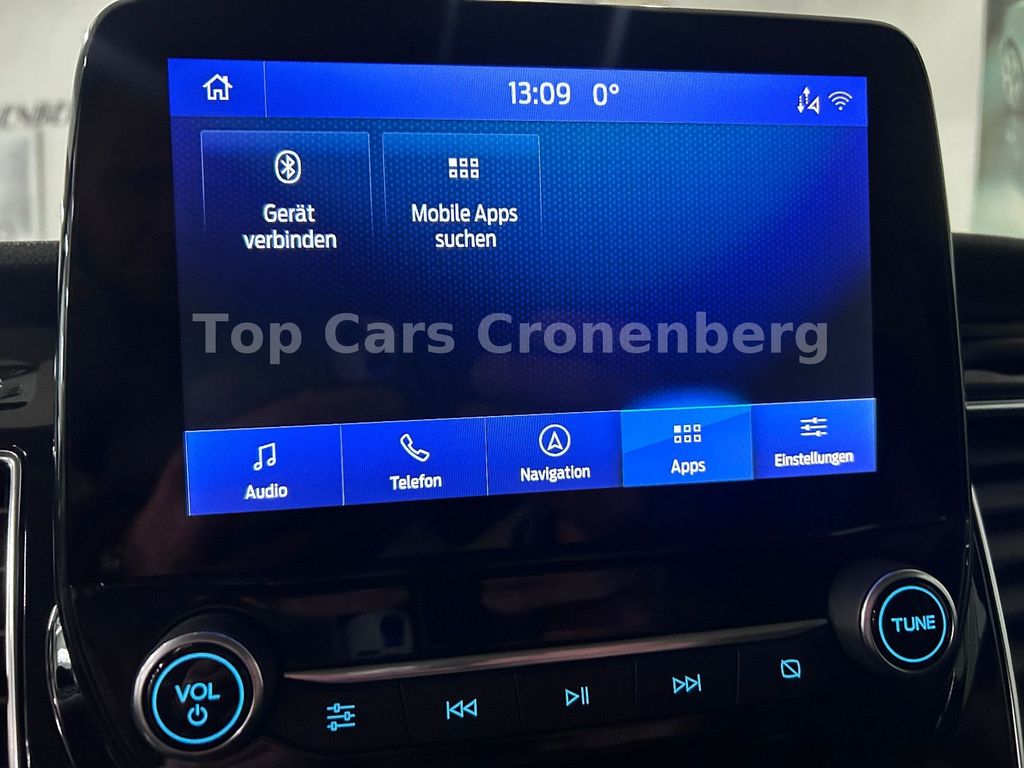 13:09 0°
Gerät
verbinden
Mobile Apps
suchen
Top Cars Cronenberg
Audio
Telefon
Navigation
Apps
Einstellungen
TUNE
VOL